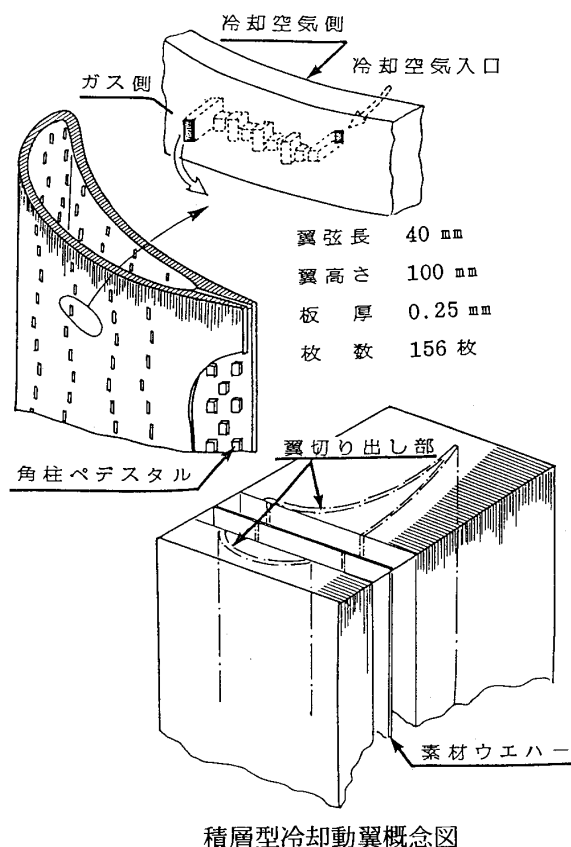 冷却空気側
冷却空気入口
ガス側
翼弦長 40 mm
翼高さ 100 mm
板厚 0.25 mm
枚数 156 枚
翼切り出し部
角柱ペデスタル
素材ウエハー
積層型冷却動翼概念図